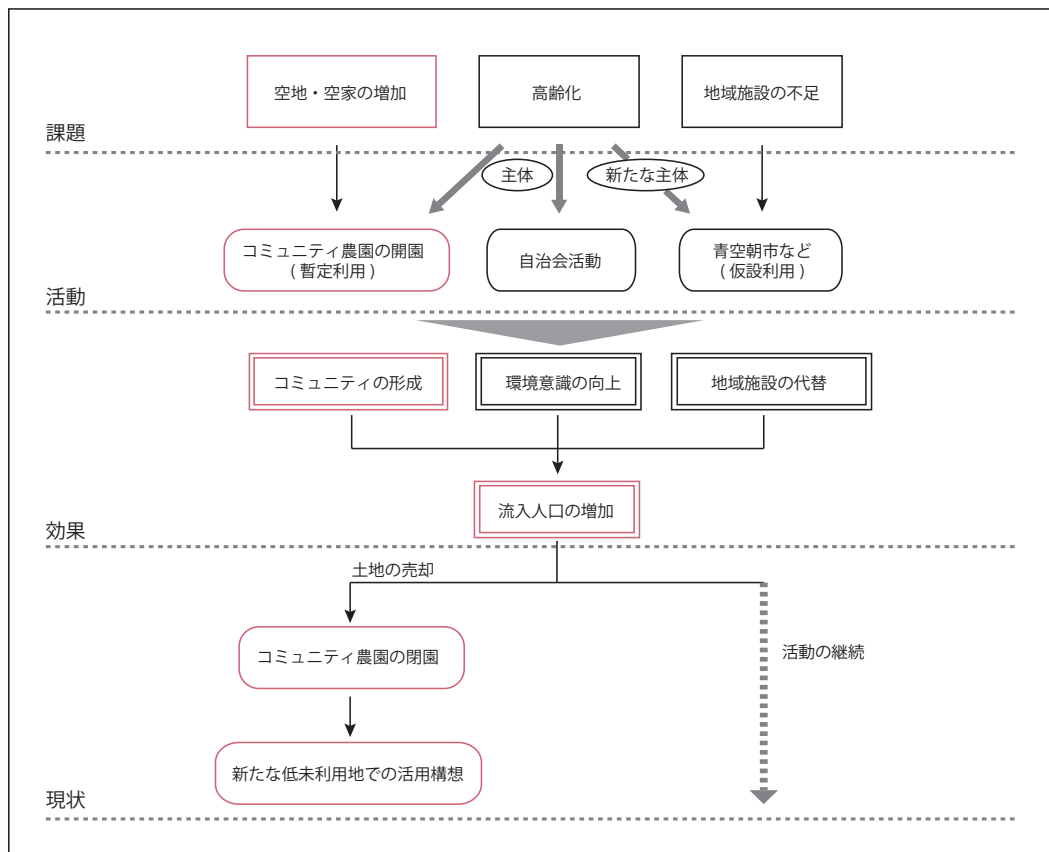 空地・空家の増加
高齢化
地域施設の不足
課題
主体
新たな主体
コミュニティ農園の開園
( 暫定利用 )
自治会活動
青空朝市など
( 仮設利用 )
活動
コミュニティの形成
環境意識の向上
地域施設の代替
流入人口の増加
効果
土地の売却
コミュニティ農園の閉園
活動の継続
新たな低未利用地での活用構想
現状